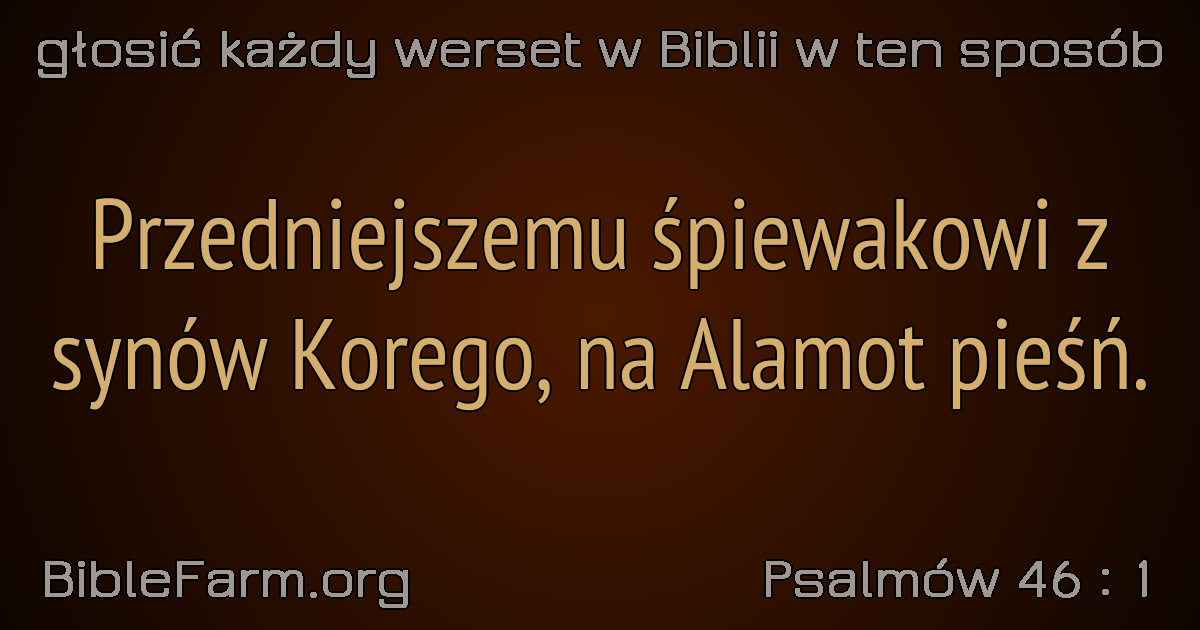 głosić każdy werset w Biblii w ten sposób
Przedniejszemu śpiewakowi z
synów Korego, na Alamot pieśń.
BibleFarm.org
Psalmów 46 : 1